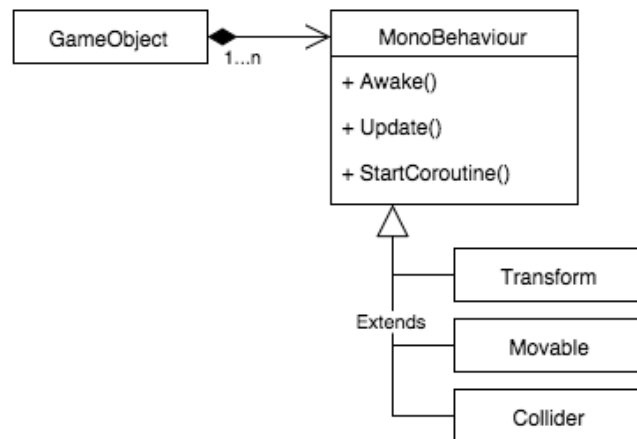 GameObject
1...n
MonoBehaviour
+ Awake()
+ Update()
+ StartCoroutine()
Extends
Transform
Movable
Collider